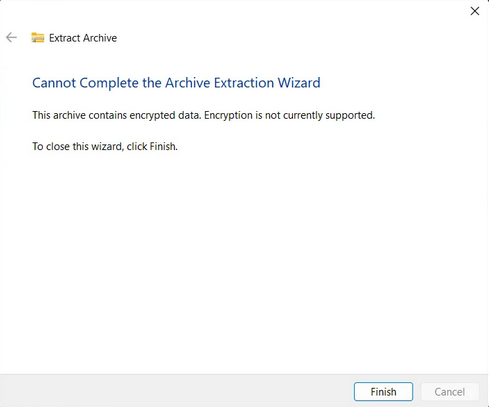 Extract Archive
Cannot Complete the Archive Extraction Wizard
This archive contains encrypted data. Encryption is not currently supported.
To close this wizard, click Finish.
Finish
Cancel